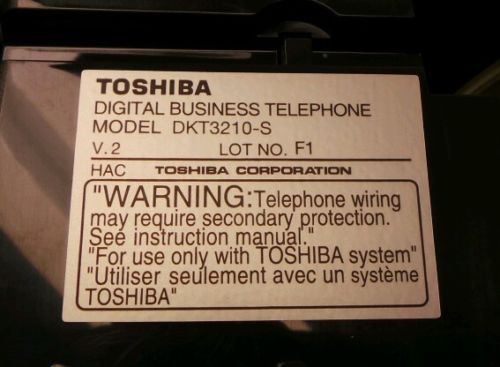 TOSHIBA
DIGITAL BUSINESS TELEPHONE
MODEL DKT3210-S
V.2 LOT NO. F1
HAC TOSHIBA CORPORATION
"WARNING:Telephone wiring
may require secondary protection.
See instruction manual."
"For use only with TOSHIBA system"
"Utiliser seulement avec un système
TOSHIBA"